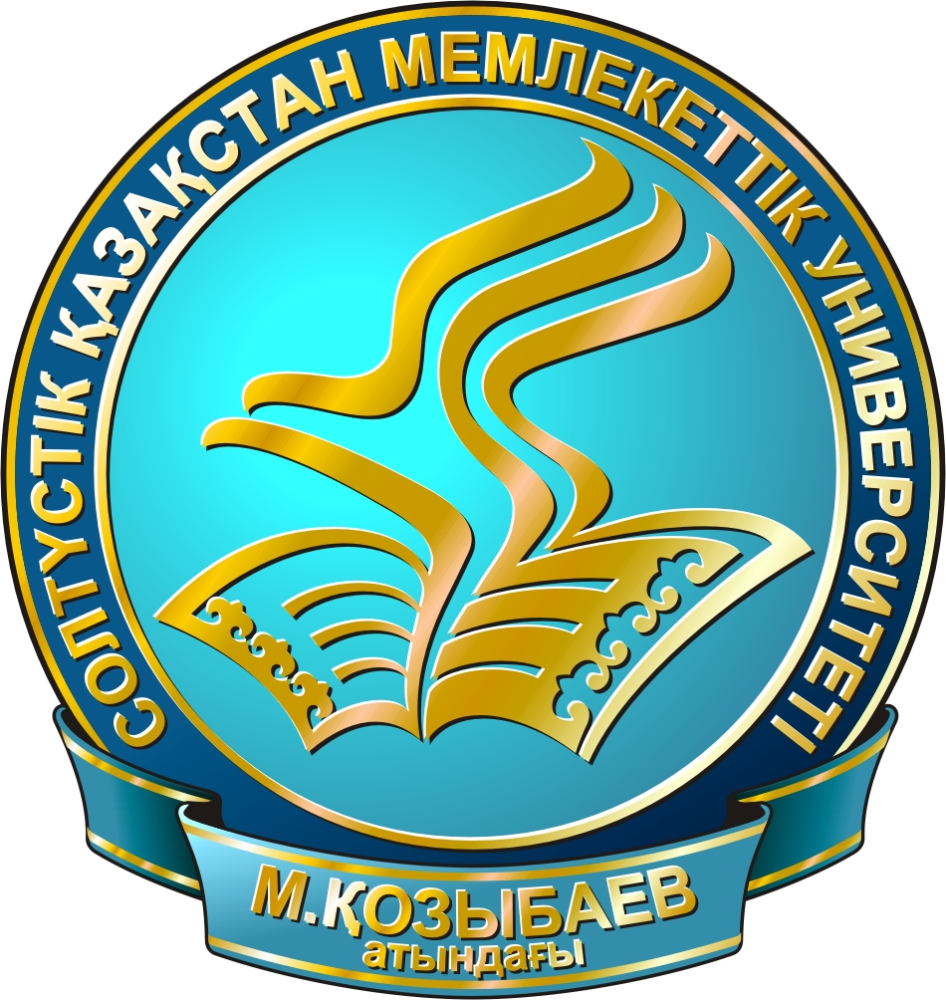 СОЛТҮСТІК ҚАЗАҚСТАН МЕМЛЕКЕТТІК УНИВЕРСИТЕТІ
М.ҚОЗЫБАЕВ
атындағы